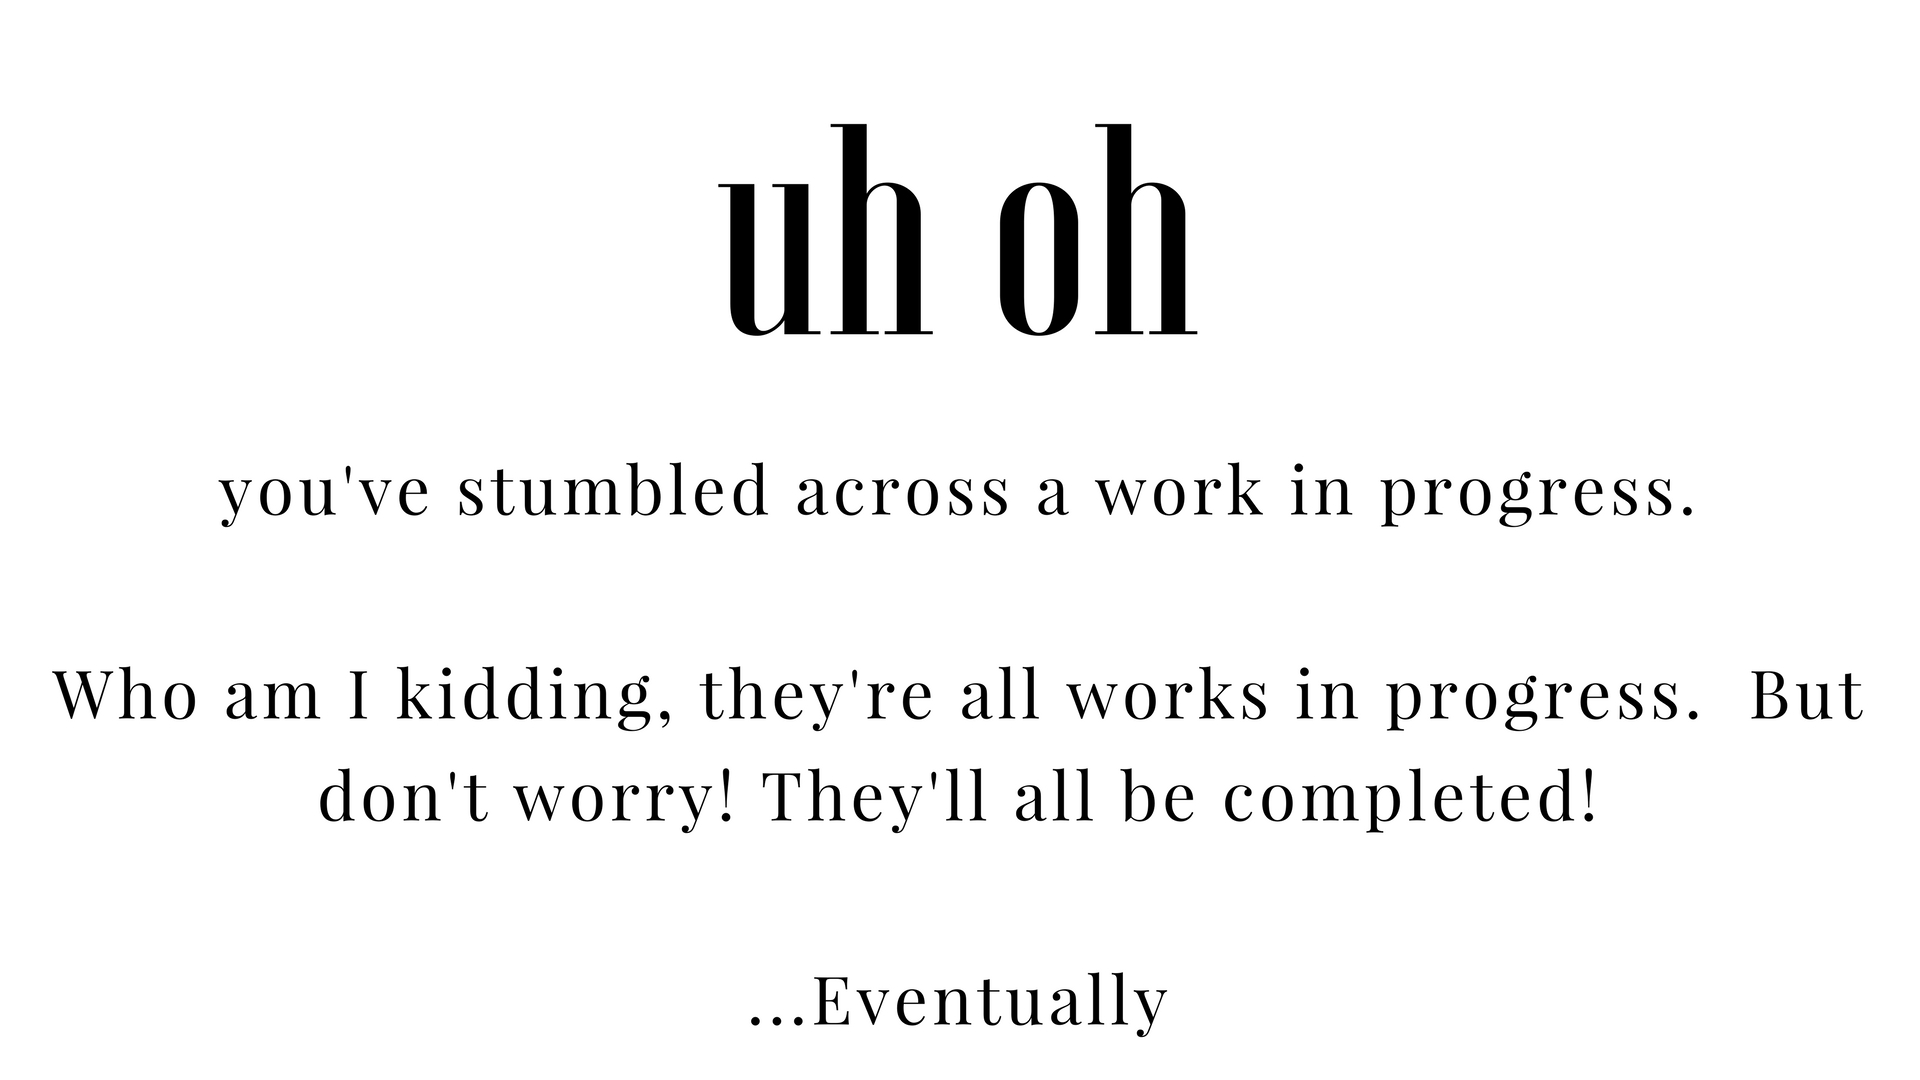 uh oh
you've stumbled across a work in progress.
Who am I kidding, they're all works in progress.  But
don't worry! They'll all be completed!
...Eventually